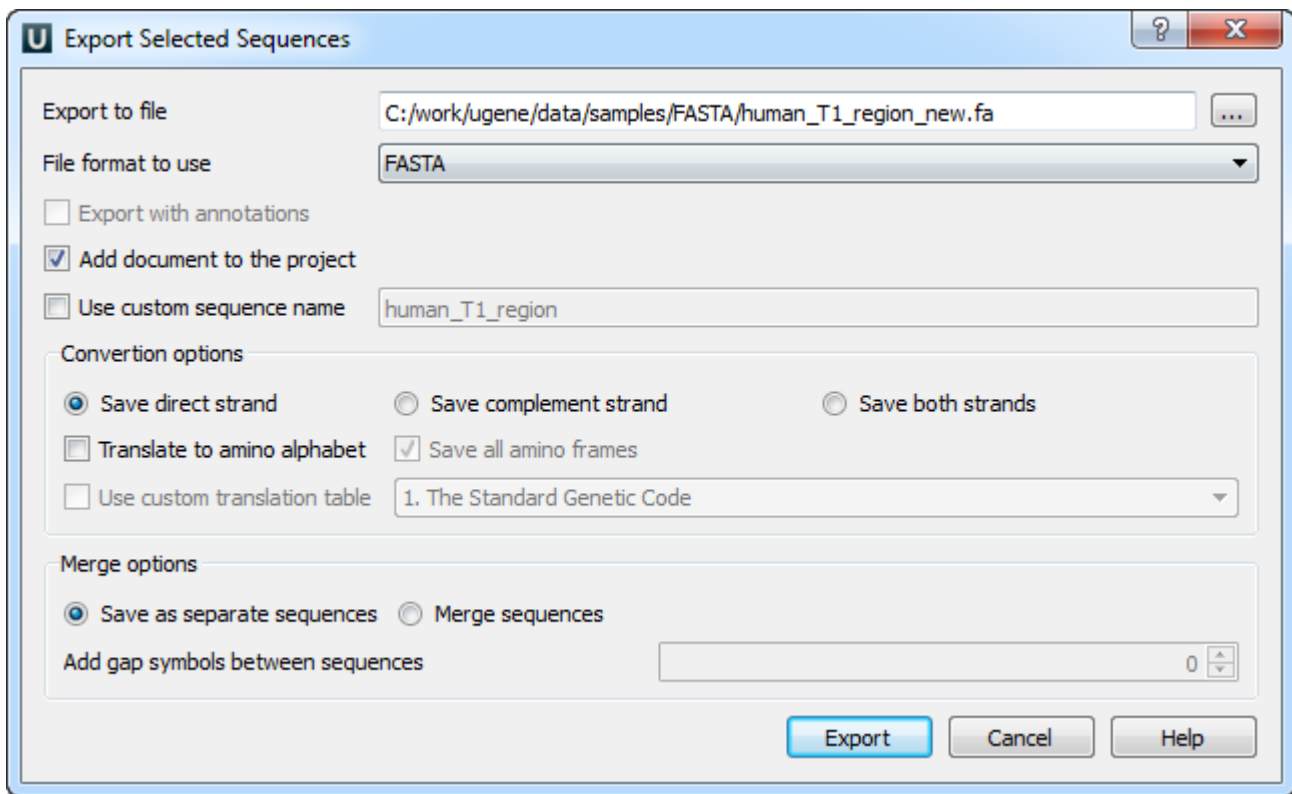 U Export Selected Sequences ? X
Export to file C:/work/ugene/data/samples/FASTA/human_T1_region_new.fa ...
File format to use FASTA
Export with annotations
Add document to the project
Use custom sequence name human_T1_region
Convertion options
Save direct strand Save complement strand Save both strands
Translate to amino alphabet Save all amino frames
Use custom translation table 1. The Standard Genetic Code
Merge options
Save as separate sequences Merge sequences
Add gap symbols between sequences 0
Export Cancel Help